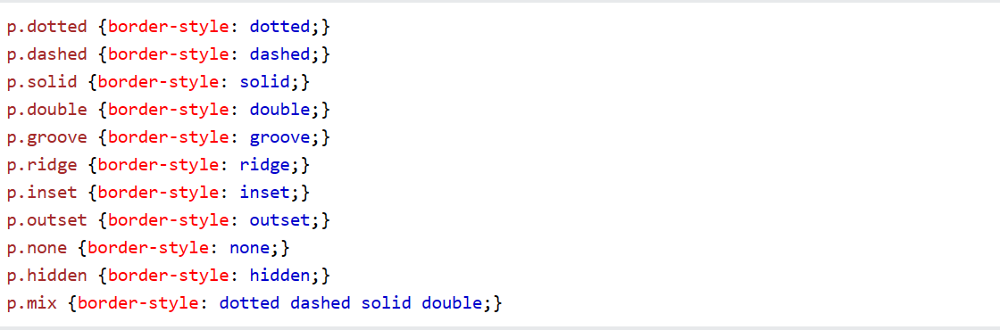 p.dotted {border-style: dotted;}
p.dashed {border-style: dashed;}
p.solid {border-style: solid;}
p.double {border-style: double;}
p.groove {border-style: groove;}
p.ridge {border-style: ridge;}
p.inset {border-style: inset;}
p.outset {border-style: outset;}
p.none {border-style: none;}
p.hidden {border-style: hidden;}
p.mix {border-style: dotted dashed solid double;}